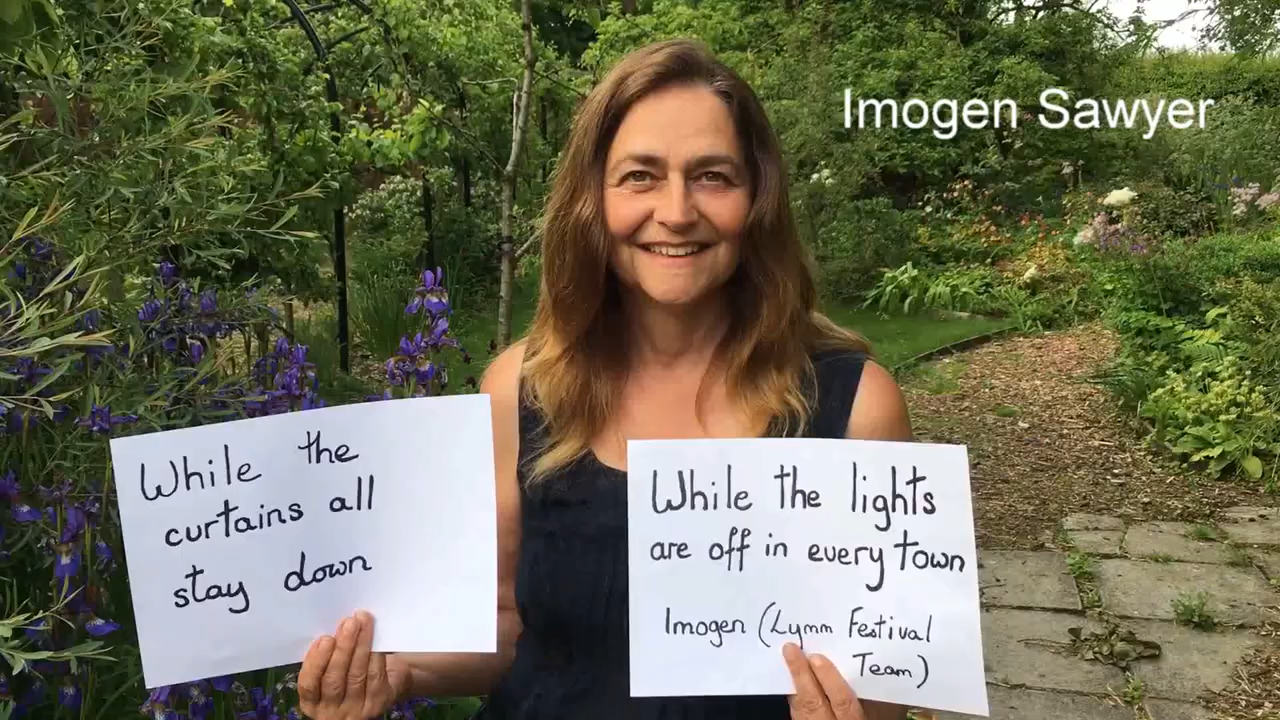 Imogen Sawyer
While the
curtains all
stay down
While the lights
are off in every town
Imogen (Lymm Festival
Team)